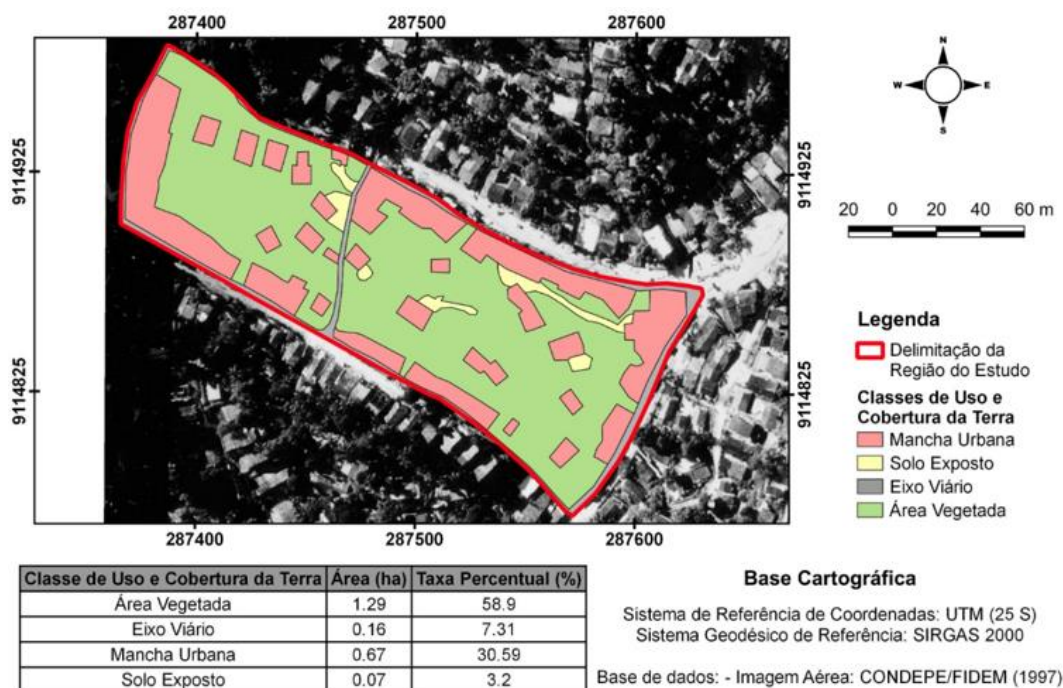 287400 287500 287600
N
W E
S
9114925 9114925
20 0 20 40 60 m
9114825 9114825
Legenda
Delimitação da
Região do Estudo
Classes de Uso e
Cobertura da Terra
Mancha Urbana
Solo Exposto
Eixo Viário
Área Vegetada
287400 287500 287600
Classe de Uso e Cobertura da Terra Área (ha) Taxa Percentual (%)
Área Vegetada 1.29 58.9
Eixo Viário 0.16 7.31
Mancha Urbana 0.67 30.59
Solo Exposto 0.07 3.2
Base Cartográfica
Sistema de Referência de Coordenadas: UTM (25 S)
Sistema Geodésico de Referência: SIRGAS 2000
Base de dados: - Imagem Aérea: CONDEPE/FIDEM (1997)